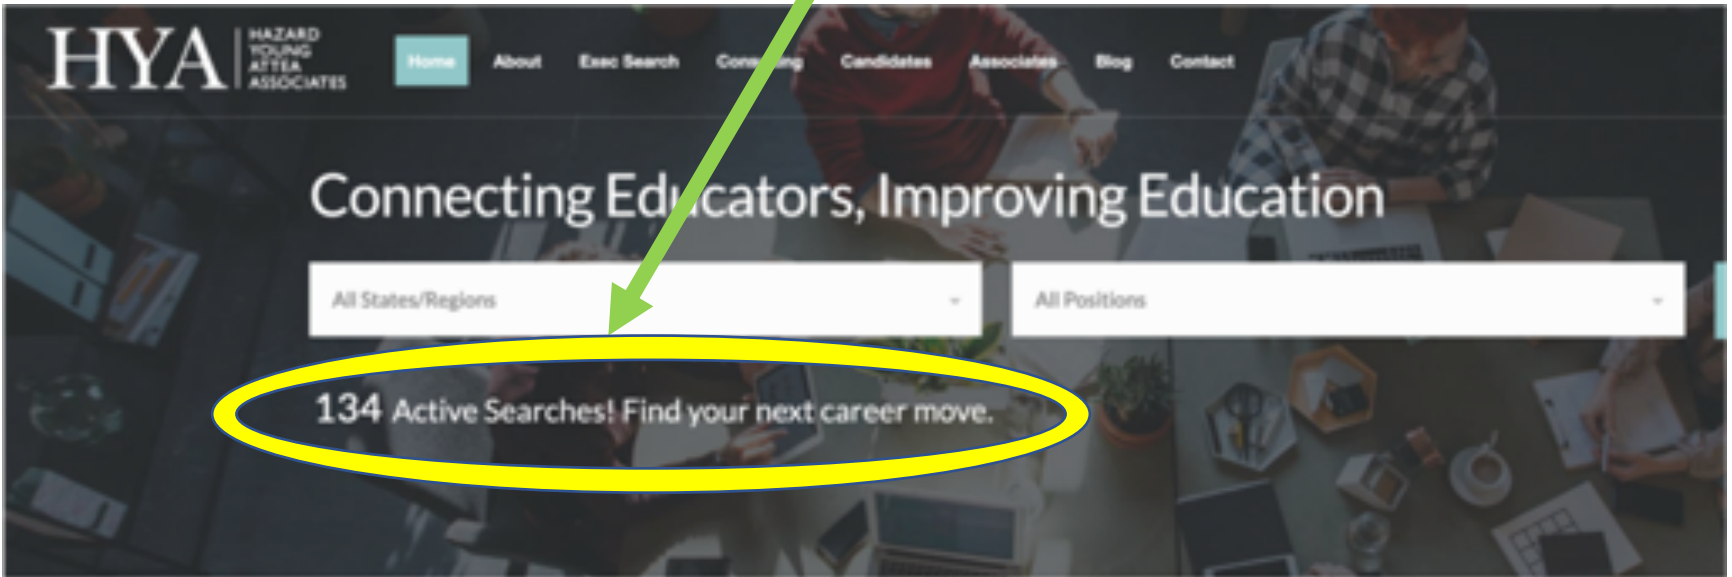 HYA
HAZARD
YOUNG
ATTEA
ASSOCIATES
Home About Exec Search Consulting Candidates Associates Blog Contact
Connecting Educators, Improving Education
All States/Regions
All Positions
134 Active Searches! Find your next career move.